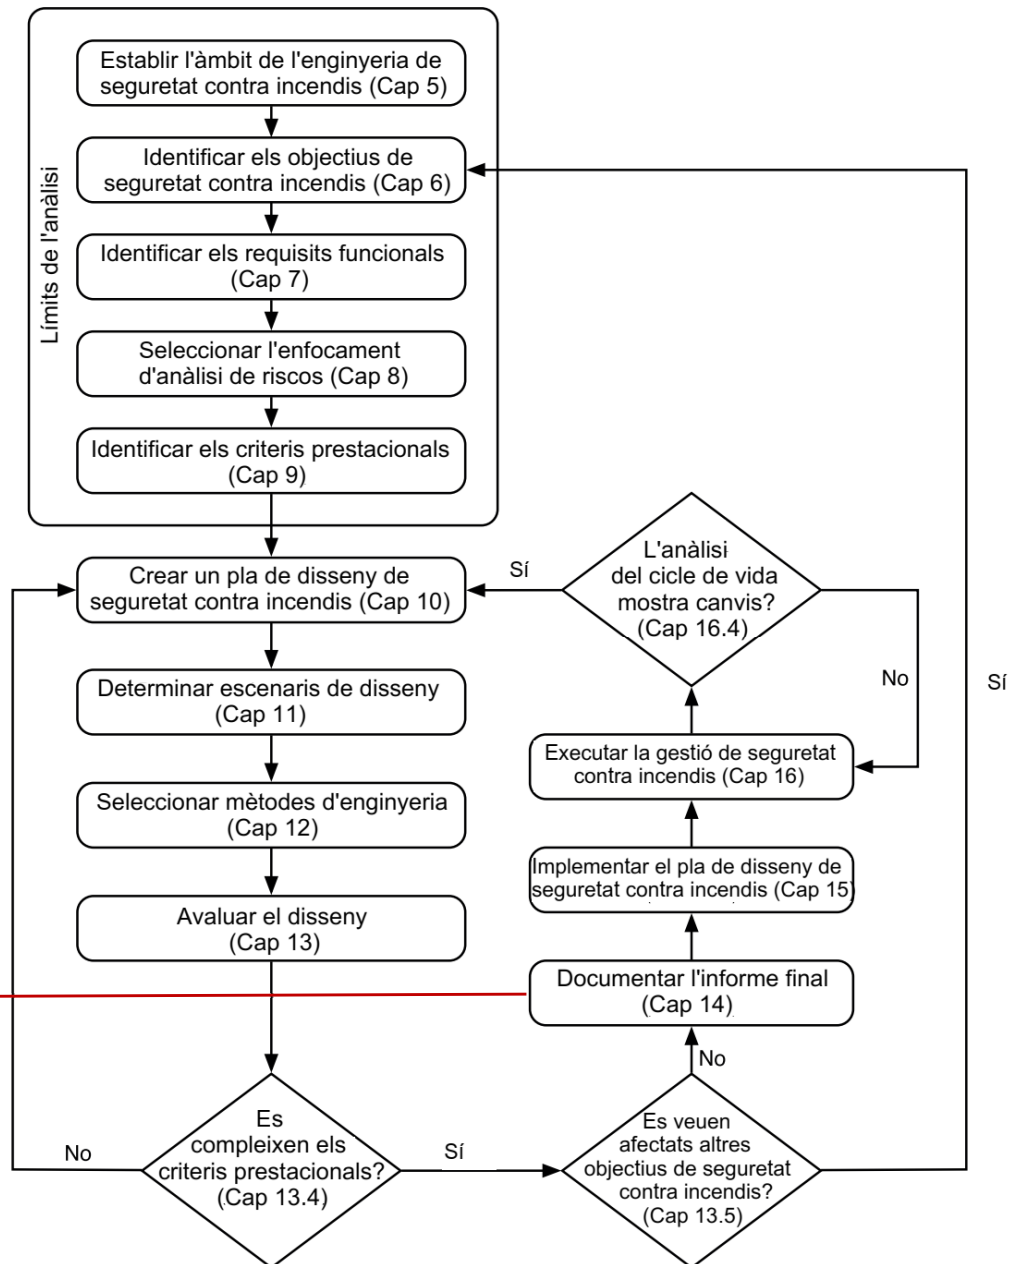 Límits de l'anàlisi
Establir l'àmbit de l'enginyeria de
seguretat contra incendis (Cap 5)
Identificar els objectius de
seguretat contra incendis (Cap 6)
Identificar els requisits funcionals
(Cap 7)
Seleccionar l'enfocament
d'anàlisi de riscos (Cap 8)
Identificar els criteris prestacionals
(Cap 9)
Crear un pla de disseny de
seguretat contra incendis (Cap 10)
Determinar escenaris de disseny
(Cap 11)
Seleccionar mètodes d'enginyeria
(Cap 12)
Avaluar el disseny
(Cap 13)
Es
compleixen els
criteris prestacionals?
(Cap 13.4)
No
Sí
Es veuen
afectats altres
objectius de seguretat
contra incendis?
(Cap 13.5)
No
Sí
Documentar l'informe final
(Cap 14)
Implementar el pla de disseny de
seguretat contra incendis (Cap 15)
Executar la gestió de seguretat
contra incendis (Cap 16)
L'anàlisi
del cicle de vida
mostra canvis?
(Cap 16.4)
Sí
No